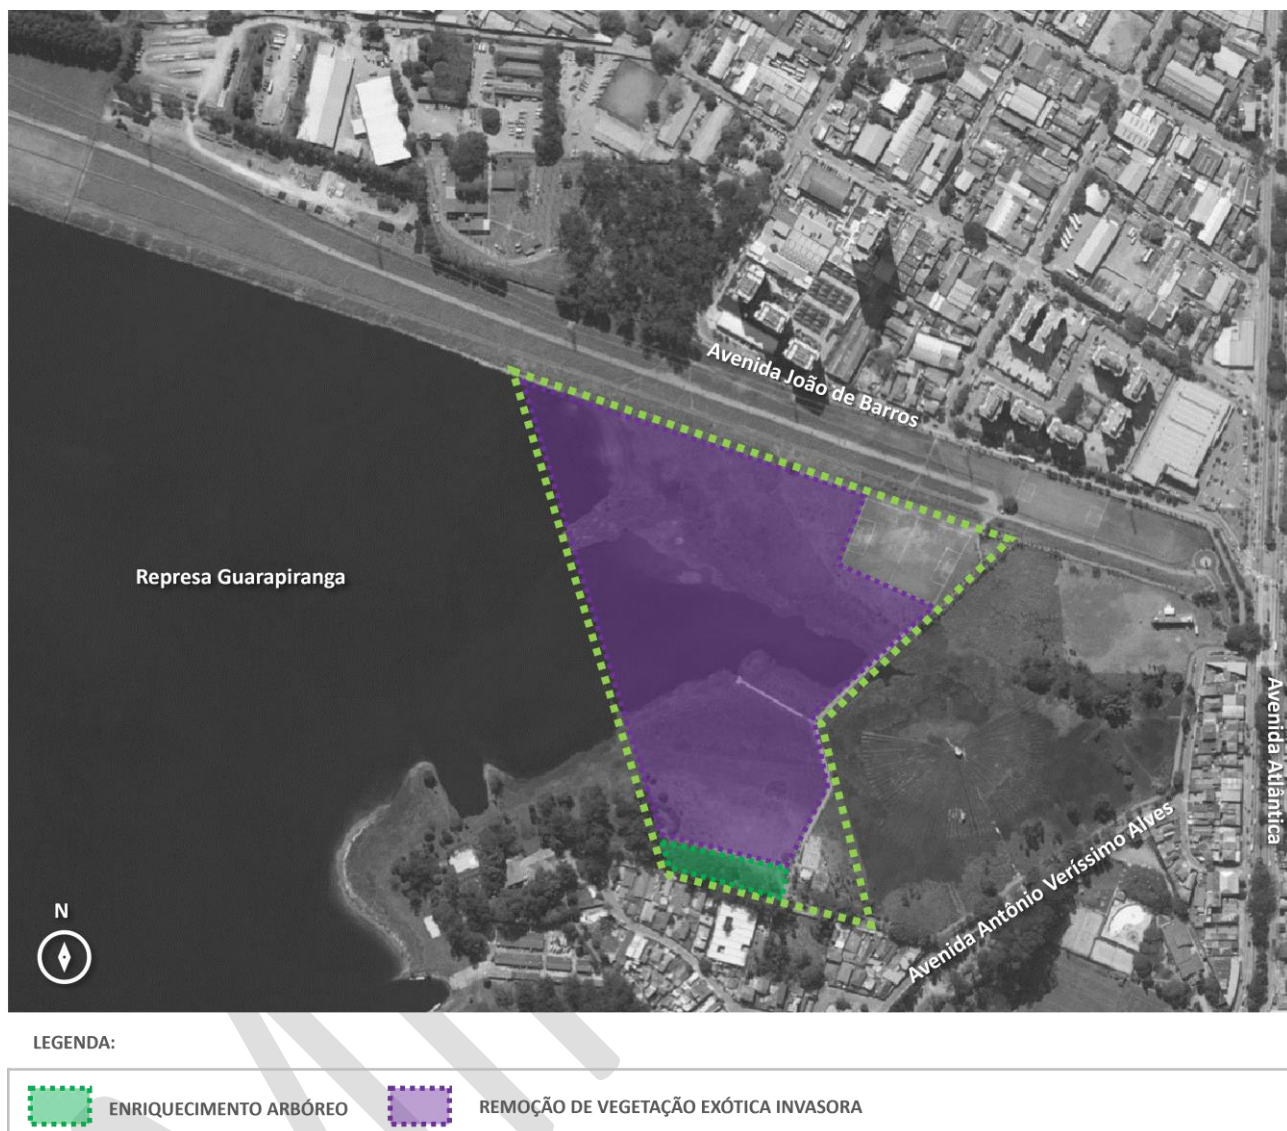 Avenida João de Barros
Represa Guarapiranga
Avenida Atlântica
Avenida Antônio Veríssimo Alves
N
LEGENDA:
ENRIQUECIMENTO ARBÓREO
REMOÇÃO DE VEGETAÇÃO EXÓTICA INVASORA